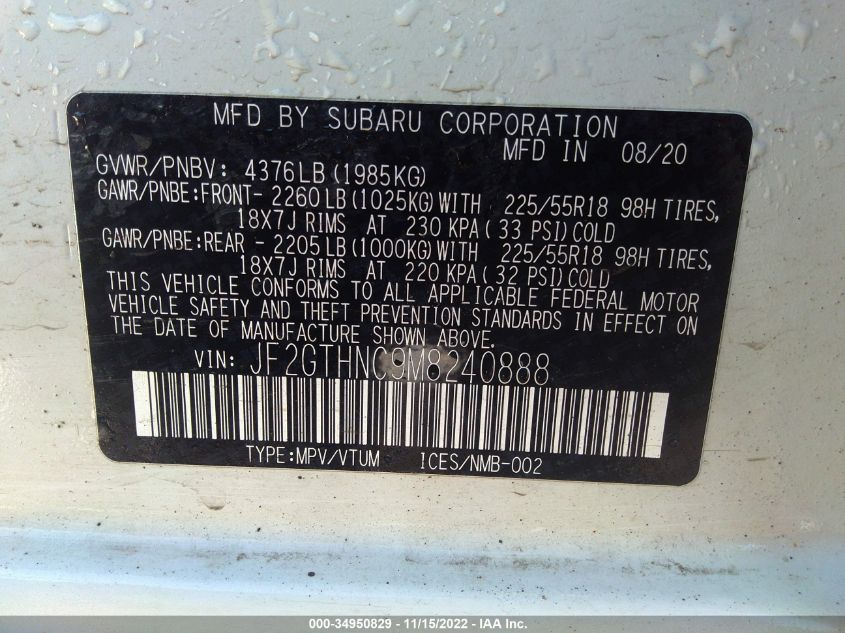 MFD BY SUBARU CORPORATION
MFD IN 08/20
GVWR/PNBV: 4376LB(1985KG)
GAWR/PNBE:FRONT- 2260LB(1025KG)WITH 225/55R18 98H TIRES,
18X7J RIMS AT 230 KPA( 33 PSI)COLD
GAWR/PNBE:REAR - 2205LB(1000KG)WITH 225/55R18 98H TIRES,
18X7J RIMS AT 220 KPA( 32 PSI)COLD
THIS VEHICLE CONFORMS TO ALL APPLICABLE FEDERAL MOTOR
VEHICLE SAFETY AND THEFT PREVENTION STANDARDS IN EFFECT ON
THE DATE OF MANUFACTURE SHOWN ABOVE.
VIN: JF2GTHNC9M8240888
TYPE:MPV/VTUM ICES/NMB-002
000-34950829 - 11/15/2022 - IAA Inc.